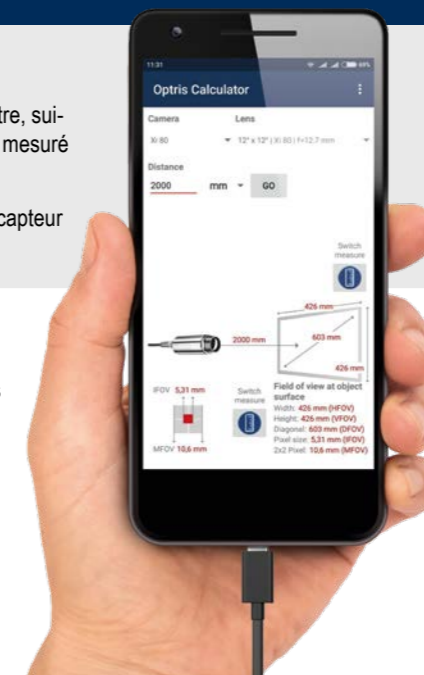 tre, sui-
mesuré
capteur
11:31
69%
Optris Calculator
Camera Lens
Xi 80 12° x 12° | Xi 80 | f=12,7 mm
Distance
2000 mm GO
Switch
measure
426 mm
2000 mm
603 mm
426 mm
IFOV 5,31 mm
MFOV 10,6 mm
Switch
measure
Field of view at object
surface
Width: 426 mm (HFOV)
Height: 426 mm (VFOV)
Diagonal: 603 mm (DFOV)
Pixel size: 5,31 mm (IFOV)
2x2 Pixel: 10,6 mm (MFOV)